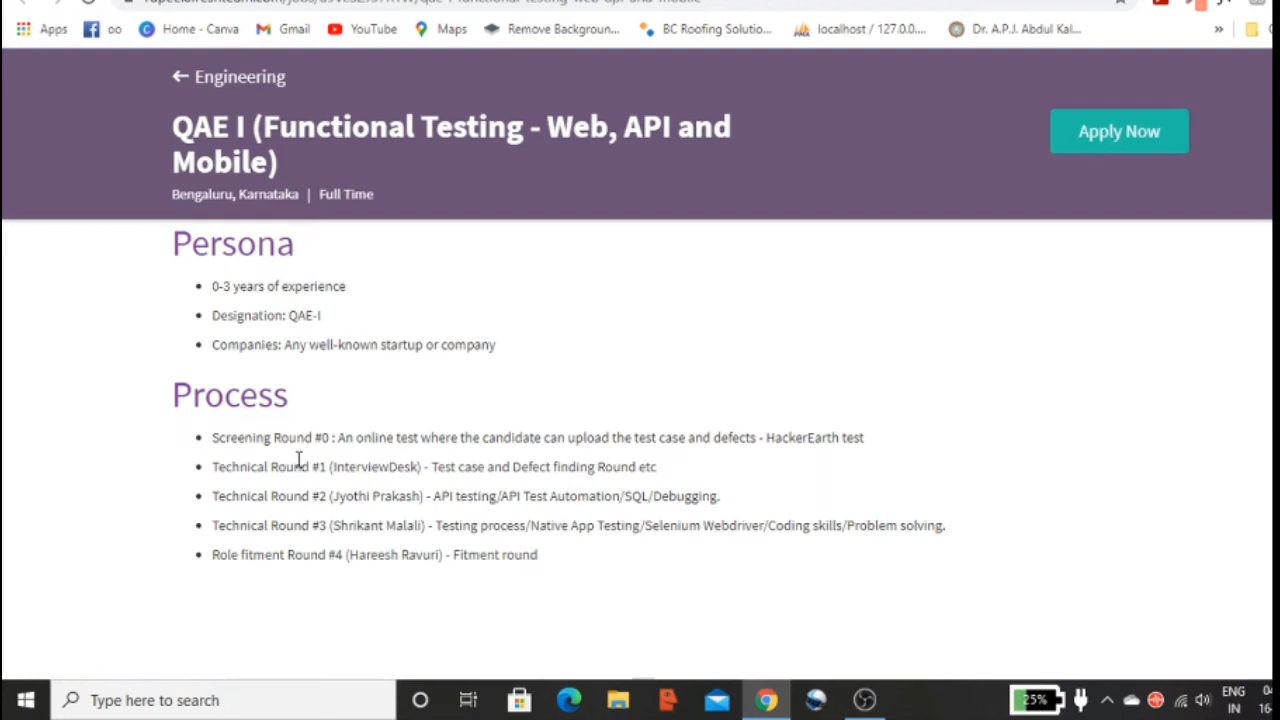 Apps
oo
Home - Canva
Gmail
YouTube
Maps
Remove Backgroun...
BC Roofing Solutio...
localhost / 127.0.0....
Dr. A.P.J. Abdul Kal...
»
← Engineering
QAE I (Functional Testing - Web, API and
Mobile)
Apply Now
Bengaluru, Karnataka | Full Time
Persona
• 0-3 years of experience
• Designation: QAE-I
• Companies: Any well-known startup or company
Process
• Screening Round #0 : An online test where the candidate can upload the test case and defects - HackerEarth test
• Technical Round #1 (InterviewDesk) - Test case and Defect finding Round etc
• Technical Round #2 (Jyothi Prakash) - API testing/API Test Automation/SQL/Debugging.
• Technical Round #3 (Shrikant Malali) - Testing process/Native App Testing/Selenium Webdriver/Coding skills/Problem solving.
• Role fitment Round #4 (Hareesh Ravuri) - Fitment round
Type here to search
25%
ENG
IN